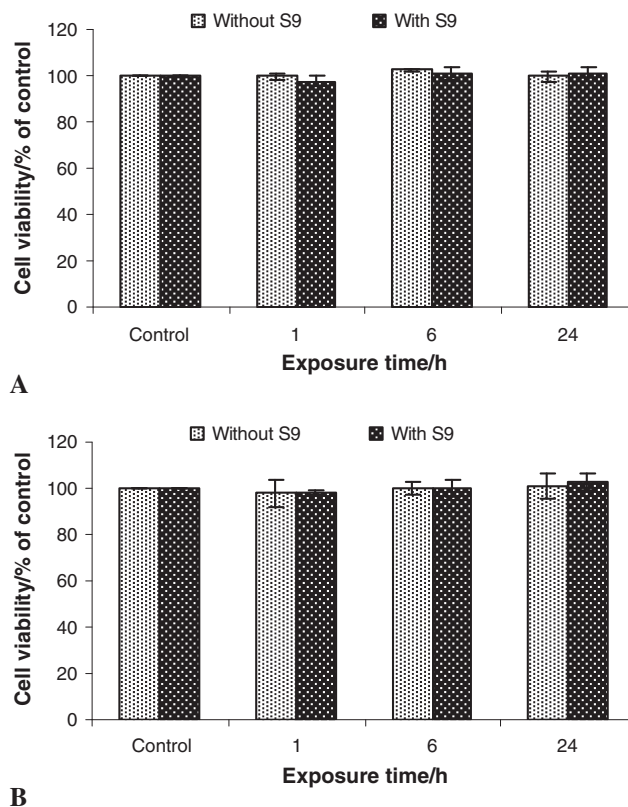 Without S9 With S9
Cell viability/% of control
120
100
80
60
40
20
0
Control 1 6 24
Exposure time/h
A
Without S9 With S9
Cell viability/% of control
120
100
80
60
40
20
0
Control 1 6 24
Exposure time/h
B